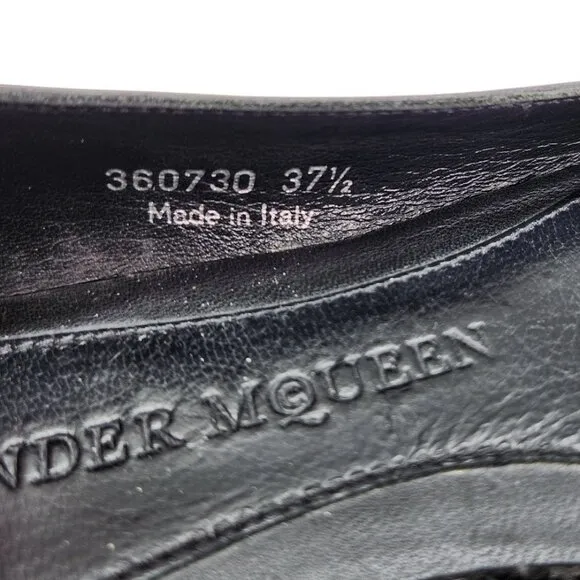 360730 37½
Made in Italy
NDER McQUEEN